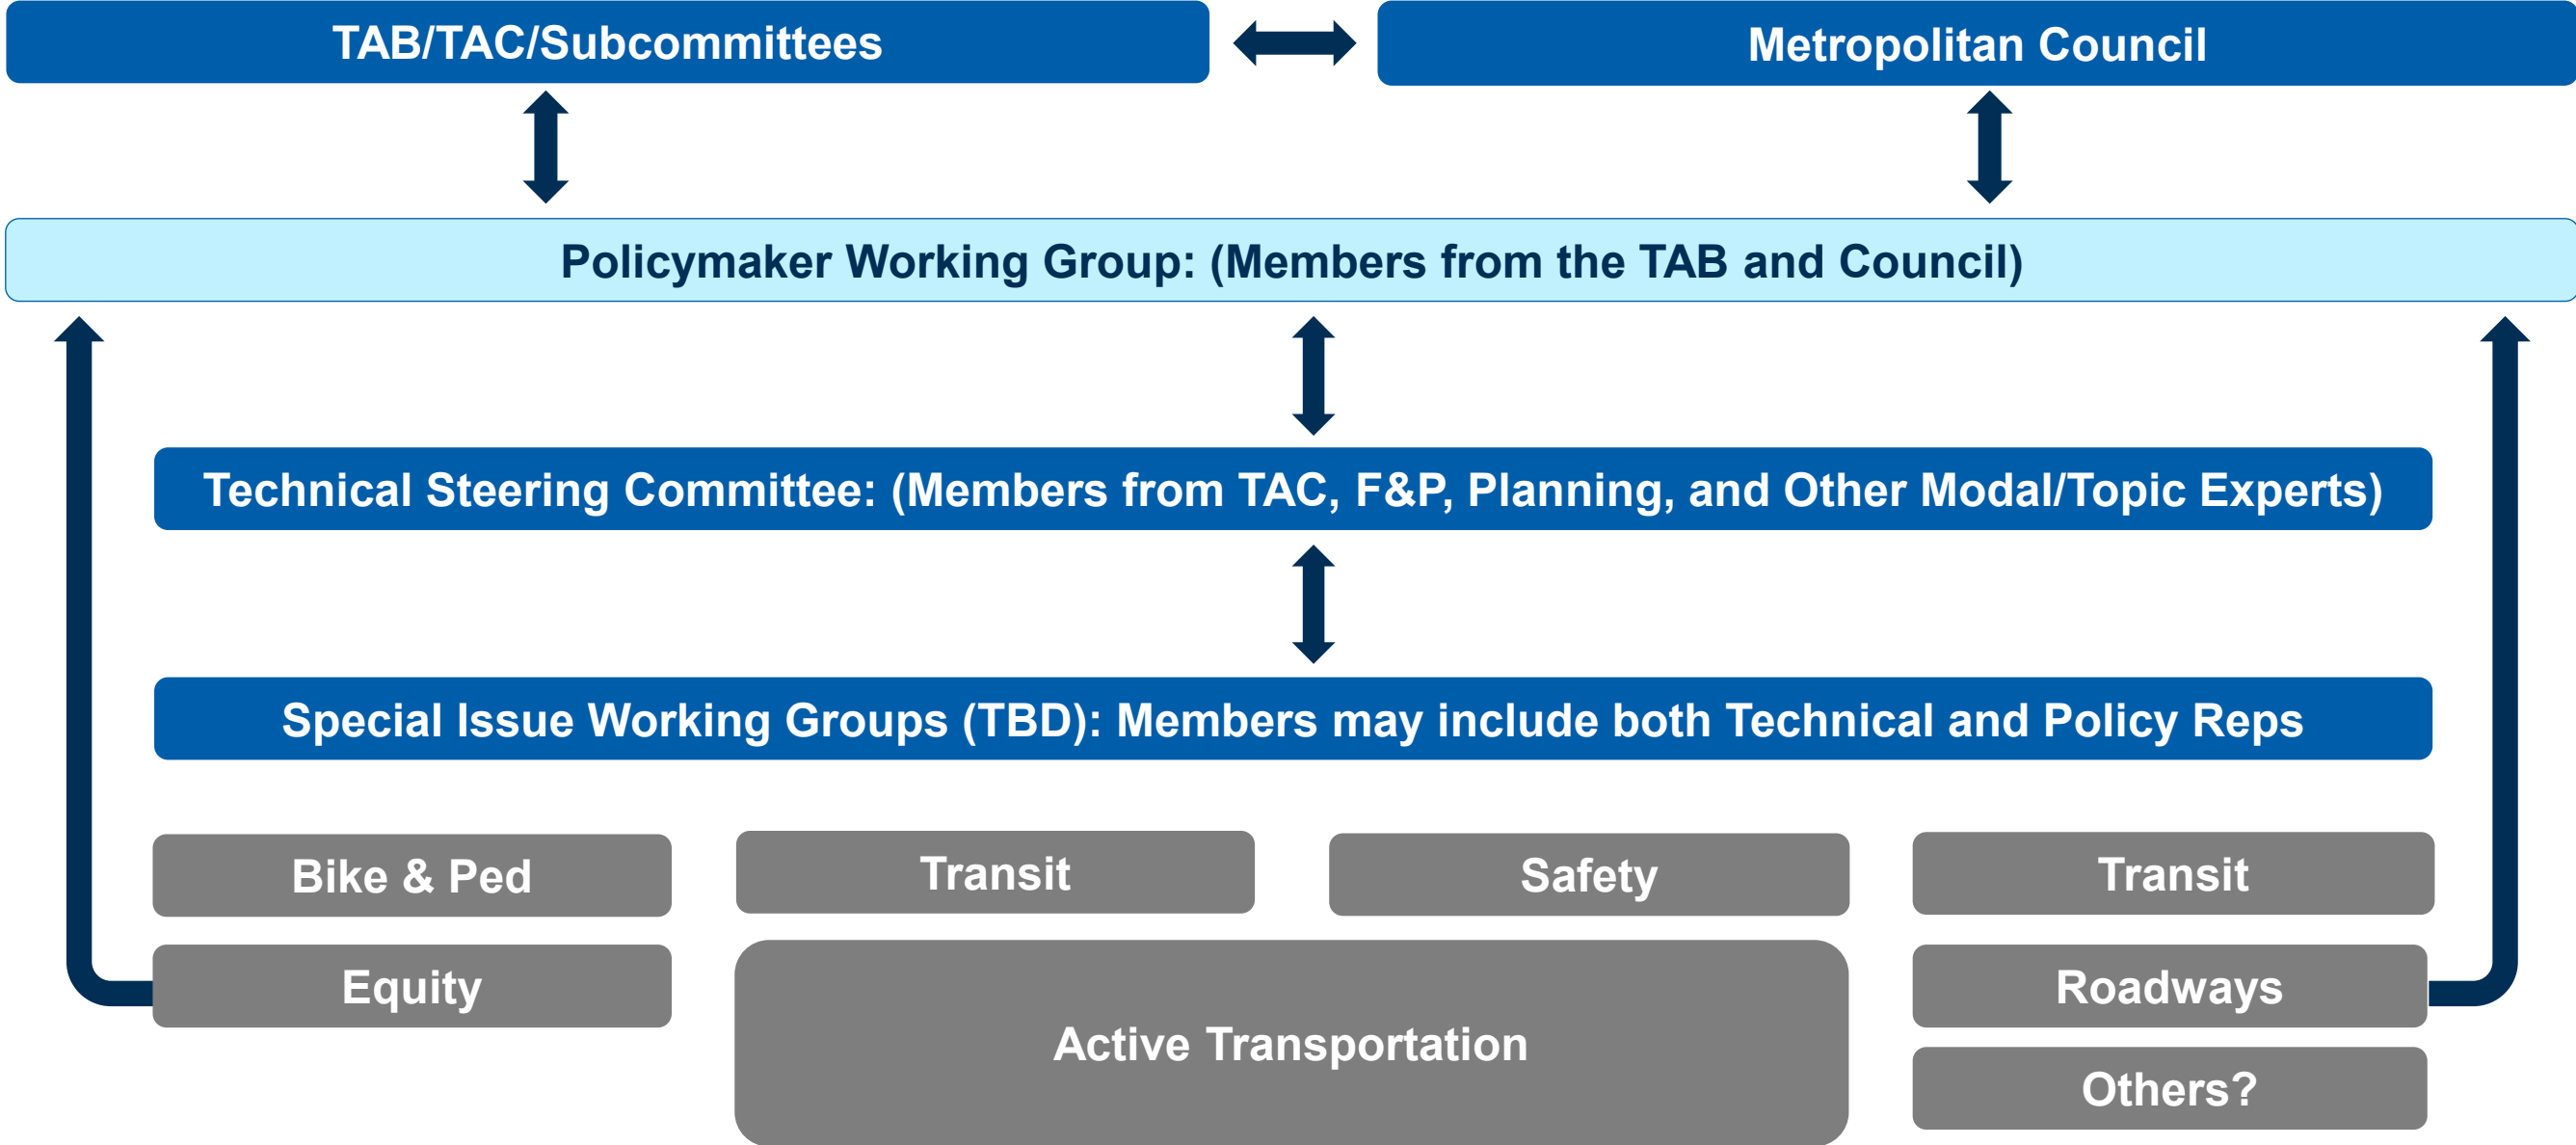 TAB/TAC/Subcommittees
Metropolitan Council
Policymaker Working Group: (Members from the TAB and Council)
Technical Steering Committee: (Members from TAC, F&P, Planning, and Other Modal/Topic Experts)
Special Issue Working Groups (TBD): Members may include both Technical and Policy Reps
Bike & Ped
Transit
Safety
Transit
Equity
Active Transportation
Roadways
Others?